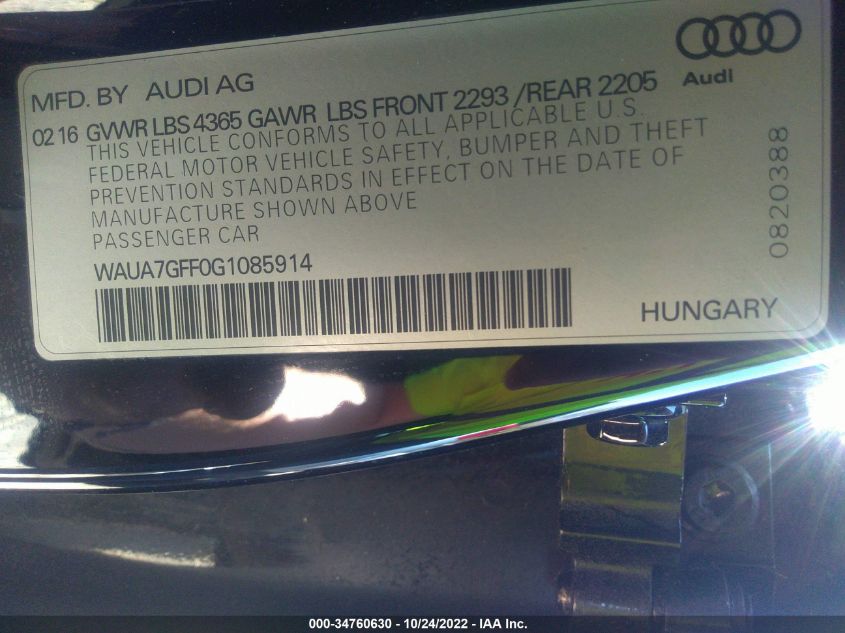 MFD. BY AUDI AG
Audi
02 16 GVWR LBS 4365 GAWR LBS FRONT 2293 /REAR 2205
THIS VEHICLE CONFORMS TO ALL APPLICABLE U.S.
FEDERAL MOTOR VEHICLE SAFETY, BUMPER AND THEFT
PREVENTION STANDARDS IN EFFECT ON THE DATE OF
MANUFACTURE SHOWN ABOVE
PASSENGER CAR
WAUA7GFF0G1085914
HUNGARY
0820388
000-34760630 - 10/24/2022 - IAA Inc.